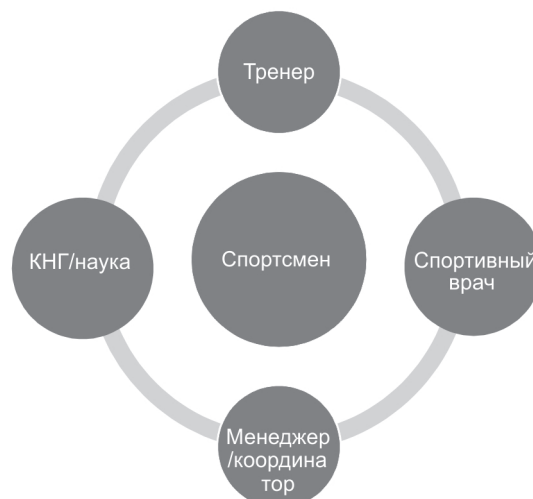 Тренер
КНГ/наука
Спортсмен
Спортивный
врач
Менеджер
/координа
тор